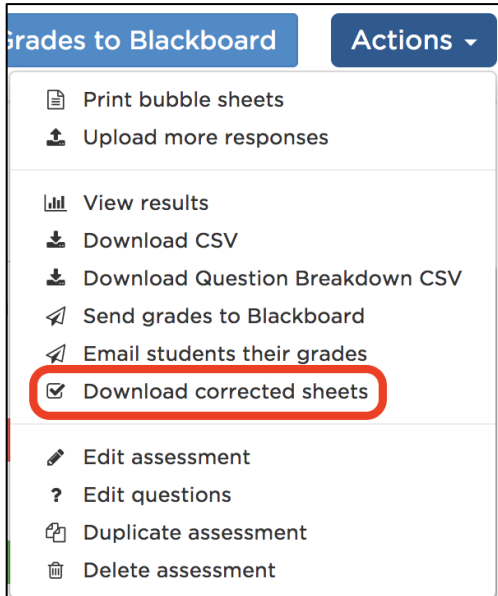 Grades to Blackboard Actions
Print bubble sheets
Upload more responses
View results
Download CSV
Download Question Breakdown CSV
Send grades to Blackboard
Email students their grades
Download corrected sheets
Edit assessment
? Edit questions
Duplicate assessment
Delete assessment